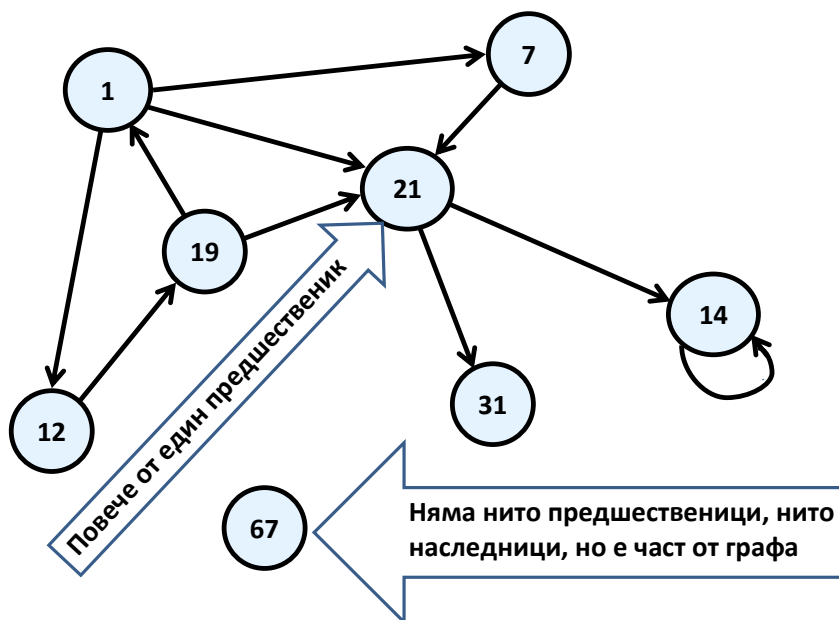 7
1
21
19
14
31
12
Повече от един предшественик
67
Няма нито предшественици, нито
наследници, но е част от графа